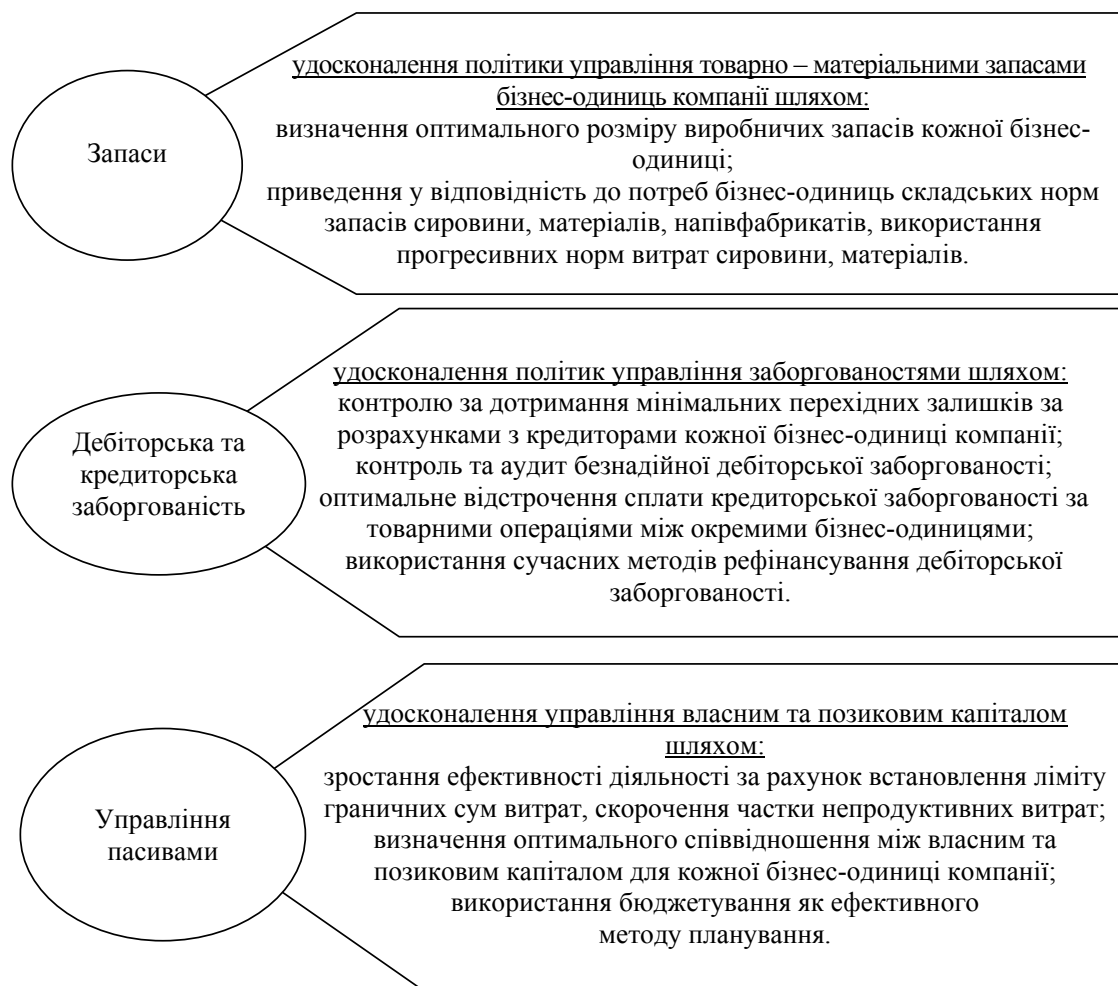 Запаси
удосконалення політики управління товарно – матеріальними запасами
бізнес-одиниць компанії шляхом:
визначення оптимального розміру виробничих запасів кожної бізнес-
одиниці;
приведення у відповідність до потреб бізнес-одиниць складських норм
запасів сировини, матеріалів, напівфабрикатів, використання
прогресивних норм витрат сировини, матеріалів.
Дебіторська та
кредиторська
заборгованість
удосконалення політик управління заборгованостями шляхом:
контролю за дотримання мінімальних перехідних залишків за
розрахунками з кредиторами кожної бізнес-одиниці компанії;
контроль та аудит безнадійної дебіторської заборгованості;
оптимальне відстрочення сплати кредиторської заборгованості за
товарними операціями між окремими бізнес-одиницями;
використання сучасних методів рефінансування дебіторської
заборгованості.
Управління
пасивами
удосконалення управління власним та позиковим капіталом
шляхом:
зростання ефективності діяльності за рахунок встановлення ліміту
граничних сум витрат, скорочення частки непродуктивних витрат;
визначення оптимального співвідношення між власним та
позиковим капіталом для кожної бізнес-одиниці компанії;
використання бюджетування як ефективного
методу планування.